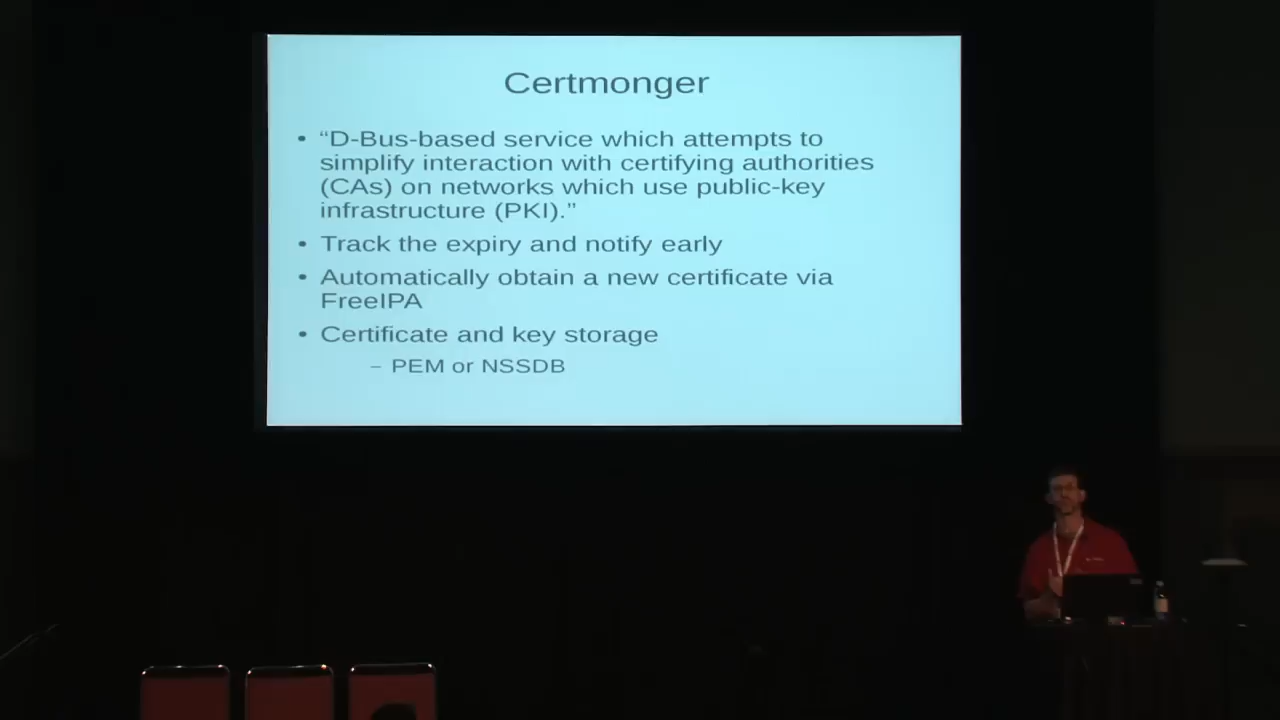 Certmonger
• “D-Bus-based service which attempts to
simplify interaction with certifying authorities
(CAs) on networks which use public-key
infrastructure (PKI).”
• Track the expiry and notify early
• Automatically obtain a new certificate via
FreeIPA
• Certificate and key storage
– PEM or NSSDB